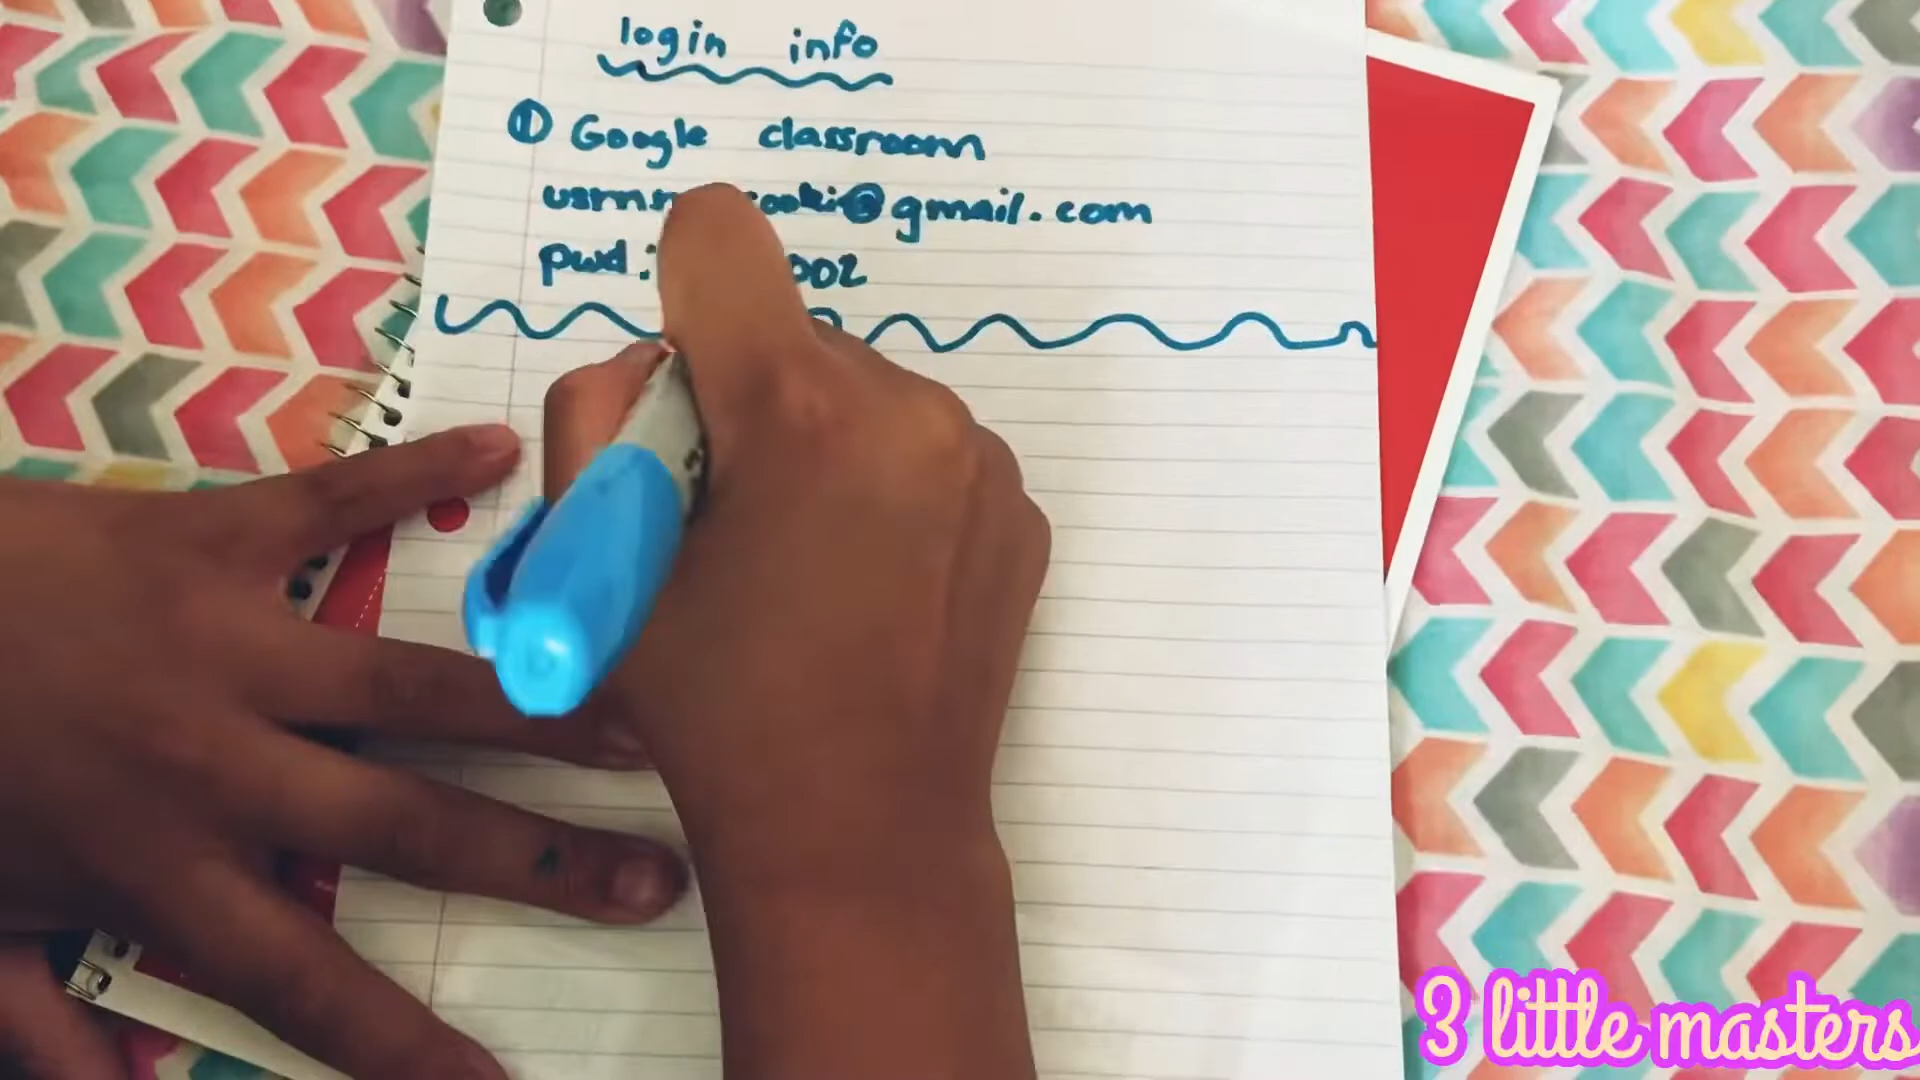 login info
① Google classroom
@gmail.com
pwd:
3 little masters